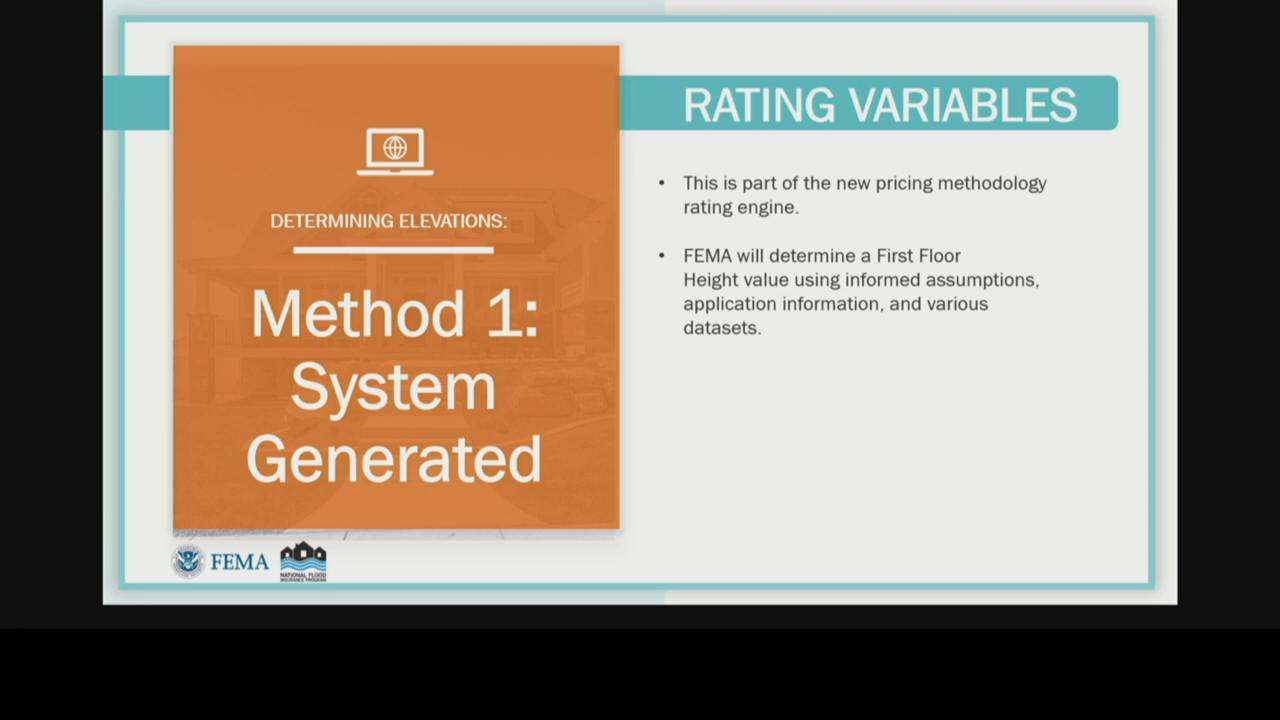 RATING VARIABLES
DETERMINING ELEVATIONS:
Method 1:
System
Generated
• This is part of the new pricing methodology
rating engine.
• FEMA will determine a First Floor
Height value using informed assumptions,
application information, and various
datasets.
FEMA
NATIONAL FLOOD
INSURANCE PROGRAM